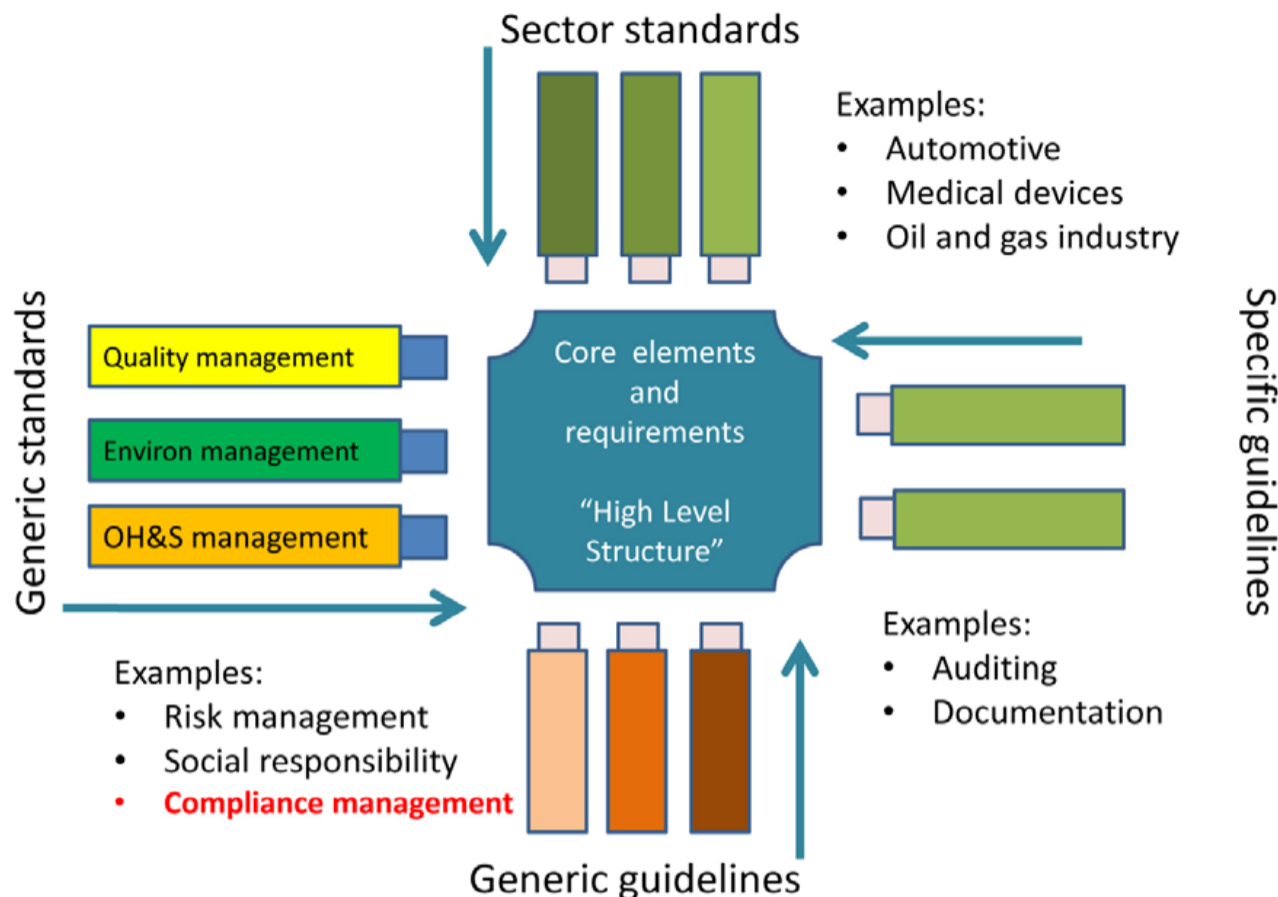 Sector standards
Examples:
• Automotive
• Medical devices
• Oil and gas industry
Generic standards
Quality management
Environ management
OH&S management
Core elements
and
requirements
“High Level
Structure”
Specific guidelines
Examples:
• Risk management
• Social responsibility
• Compliance management
Examples:
• Auditing
• Documentation
Generic guidelines